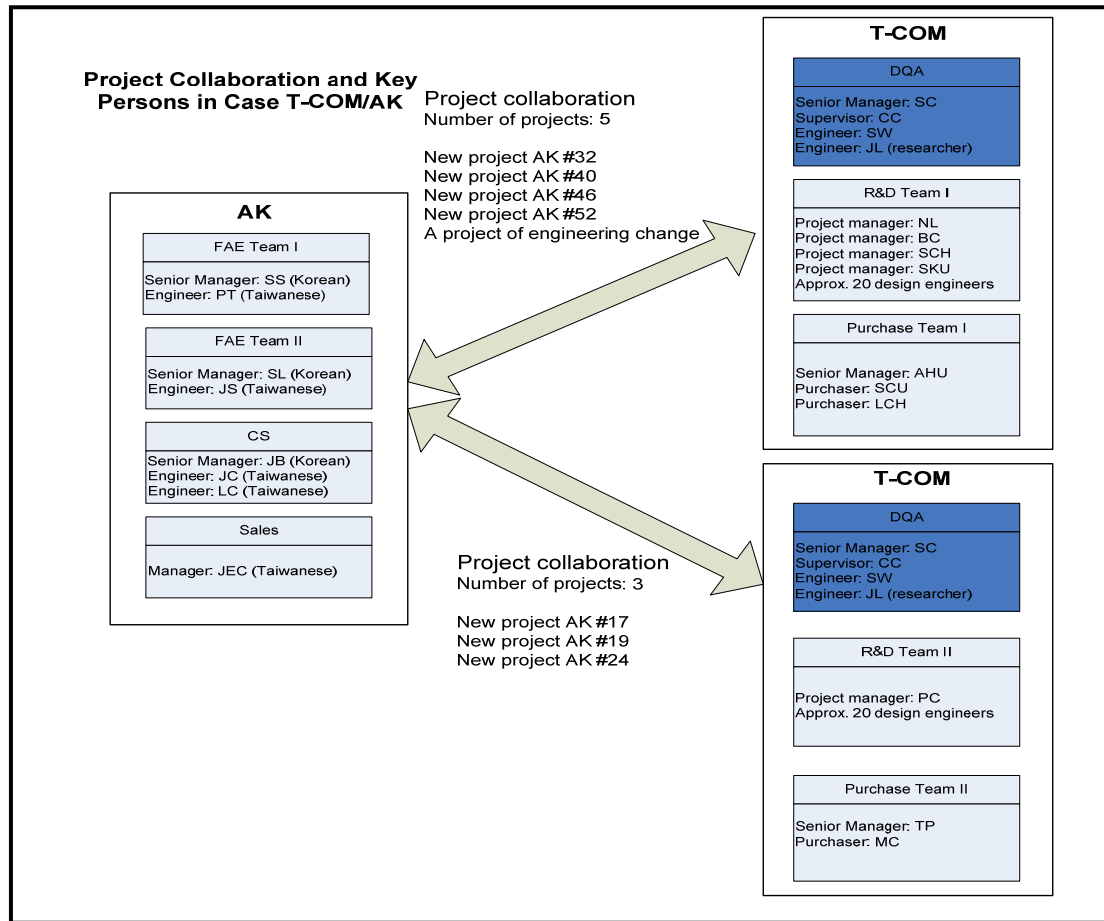 Project Collaboration and Key
Persons in Case T-COM/AK
Project collaboration
Number of projects: 5
New project AK #32
New project AK #40
New project AK #46
New project AK #52
A project of engineering change
AK
FAE Team I
Senior Manager: SS (Korean)
Engineer: PT (Taiwanese)
FAE Team II
Senior Manager: SL (Korean)
Engineer: JS (Taiwanese)
CS
Senior Manager: JB (Korean)
Engineer: JC (Taiwanese)
Engineer: LC (Taiwanese)
Sales
Manager: JEC (Taiwanese)
Project collaboration
Number of projects: 3
New project AK #17
New project AK #19
New project AK #24
T-COM
DQA
Senior Manager: SC
Supervisor: CC
Engineer: SW
Engineer: JL (researcher)
R&D Team I
Project manager: NL
Project manager: BC
Project manager: SCH
Project manager: SKU
Approx. 20 design engineers
Purchase Team I
Senior Manager: AHU
Purchaser: SCU
Purchaser: LCH
T-COM
DQA
Senior Manager: SC
Supervisor: CC
Engineer: SW
Engineer: JL (researcher)
R&D Team II
Project manager: PC
Approx. 20 design engineers
Purchase Team II
Senior Manager: TP
Purchaser: MC